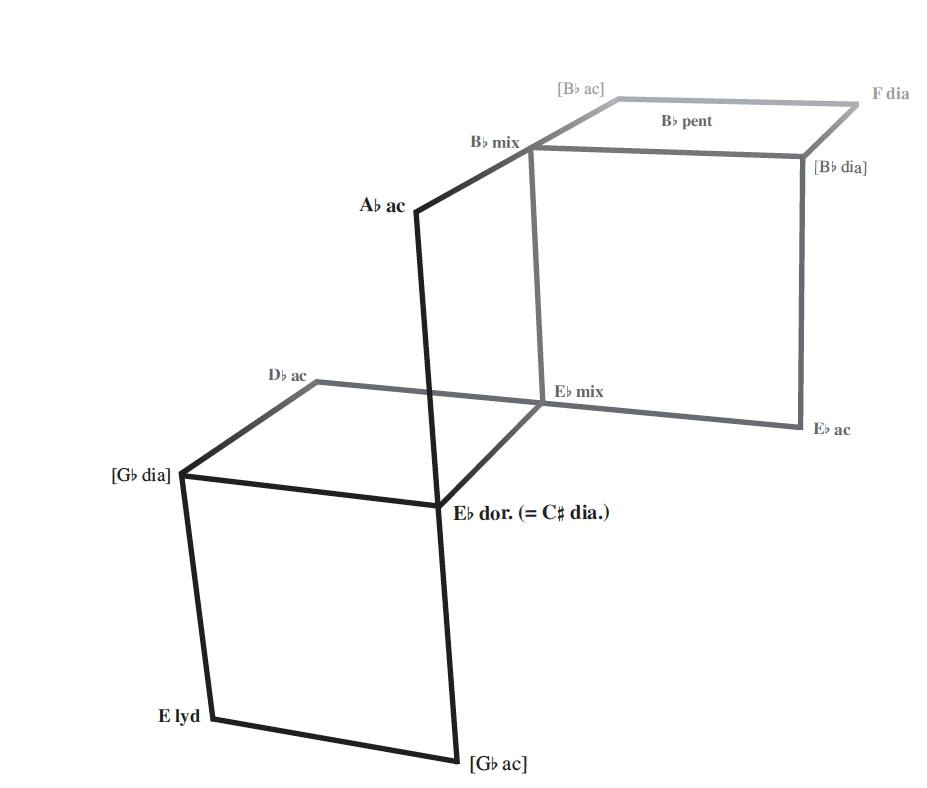 [B♭ ac]
F dia
B♭ pent
B♭ mix
[B♭ dia]
A♭ ac
D♭ ac
E♭ mix
E♭ ac
[G♭ dia]
E♭ dor. (= C♯ dia.)
E lyd
[G♭ ac]